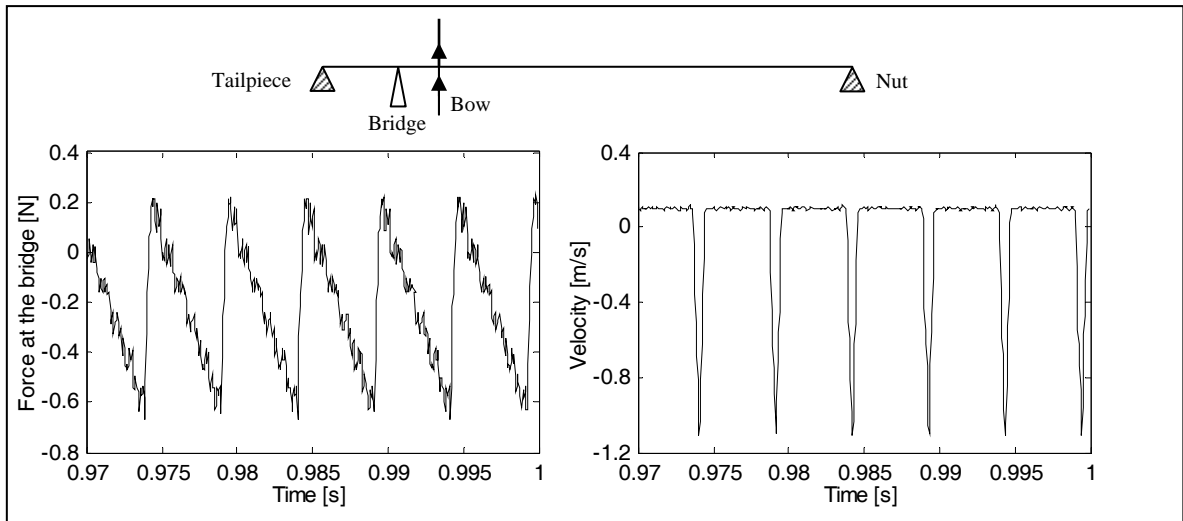 Tailpiece
Nut
Bow
Bridge
Force at the bridge [N]
0.4
0.2
0
-0.2
-0.4
-0.6
-0.8
0.97 0.975 0.98 0.985 0.99 0.995 1
Time [s]
Velocity [m/s]
0.4
0
-0.4
-0.8
-1.2
0.97 0.975 0.98 0.985 0.99 0.995 1
Time [s]